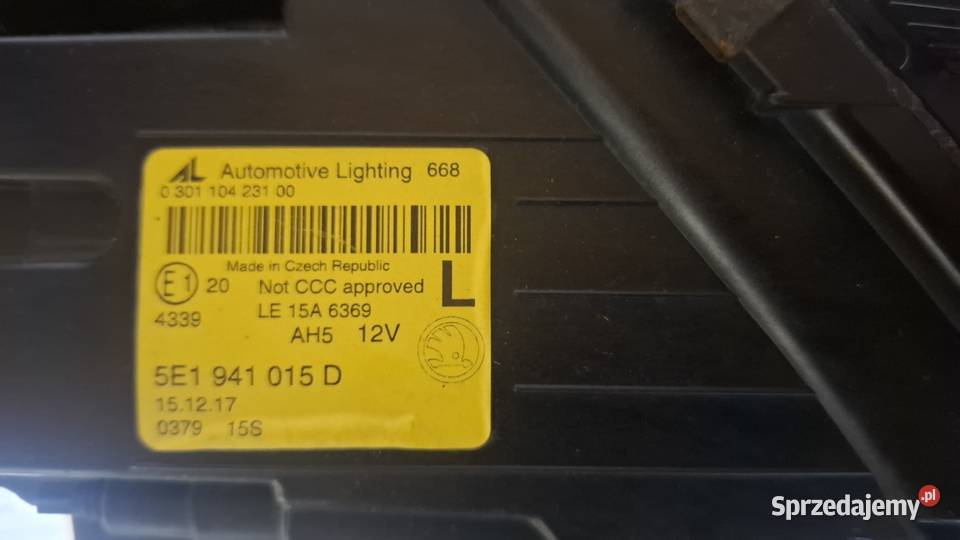 AL Automotive Lighting 668
0 301 104 231 00
Made in Czech Republic
E1 20 Not CCC approved L
4339 LE 15A 6369
AH5 12V
5E1 941 015 D
15.12.17
0379 15S
Sprzedajemy.pl